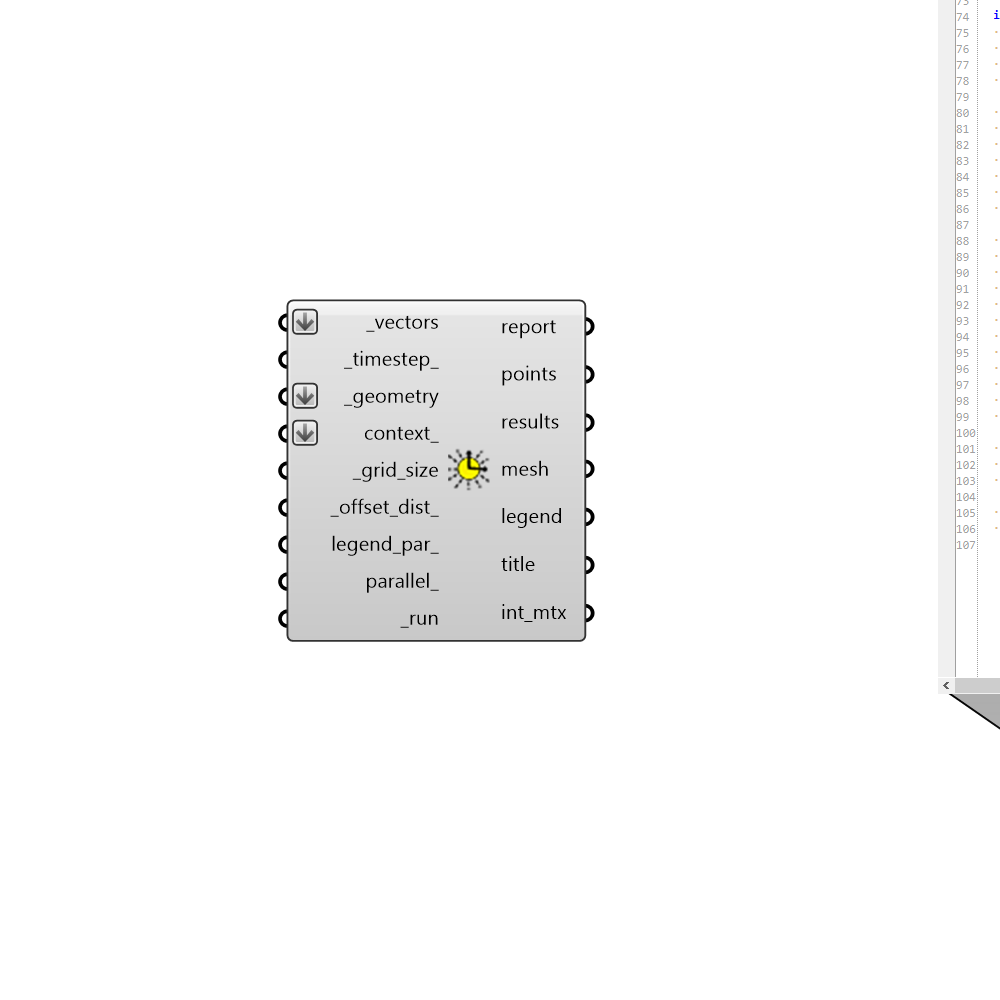 _vectors
_timestep_
_geometry
context_
_grid_size
_offset_dist_
legend_par_
parallel_
_run
report
points
results
mesh
legend
title
int_mtx
73
74 i
75
76
77
78
79
80
81
82
83
84
85
86
87
88
89
90
91
92
93
94
95
96
97
98
99
100
101
102
103
104
105
106
107